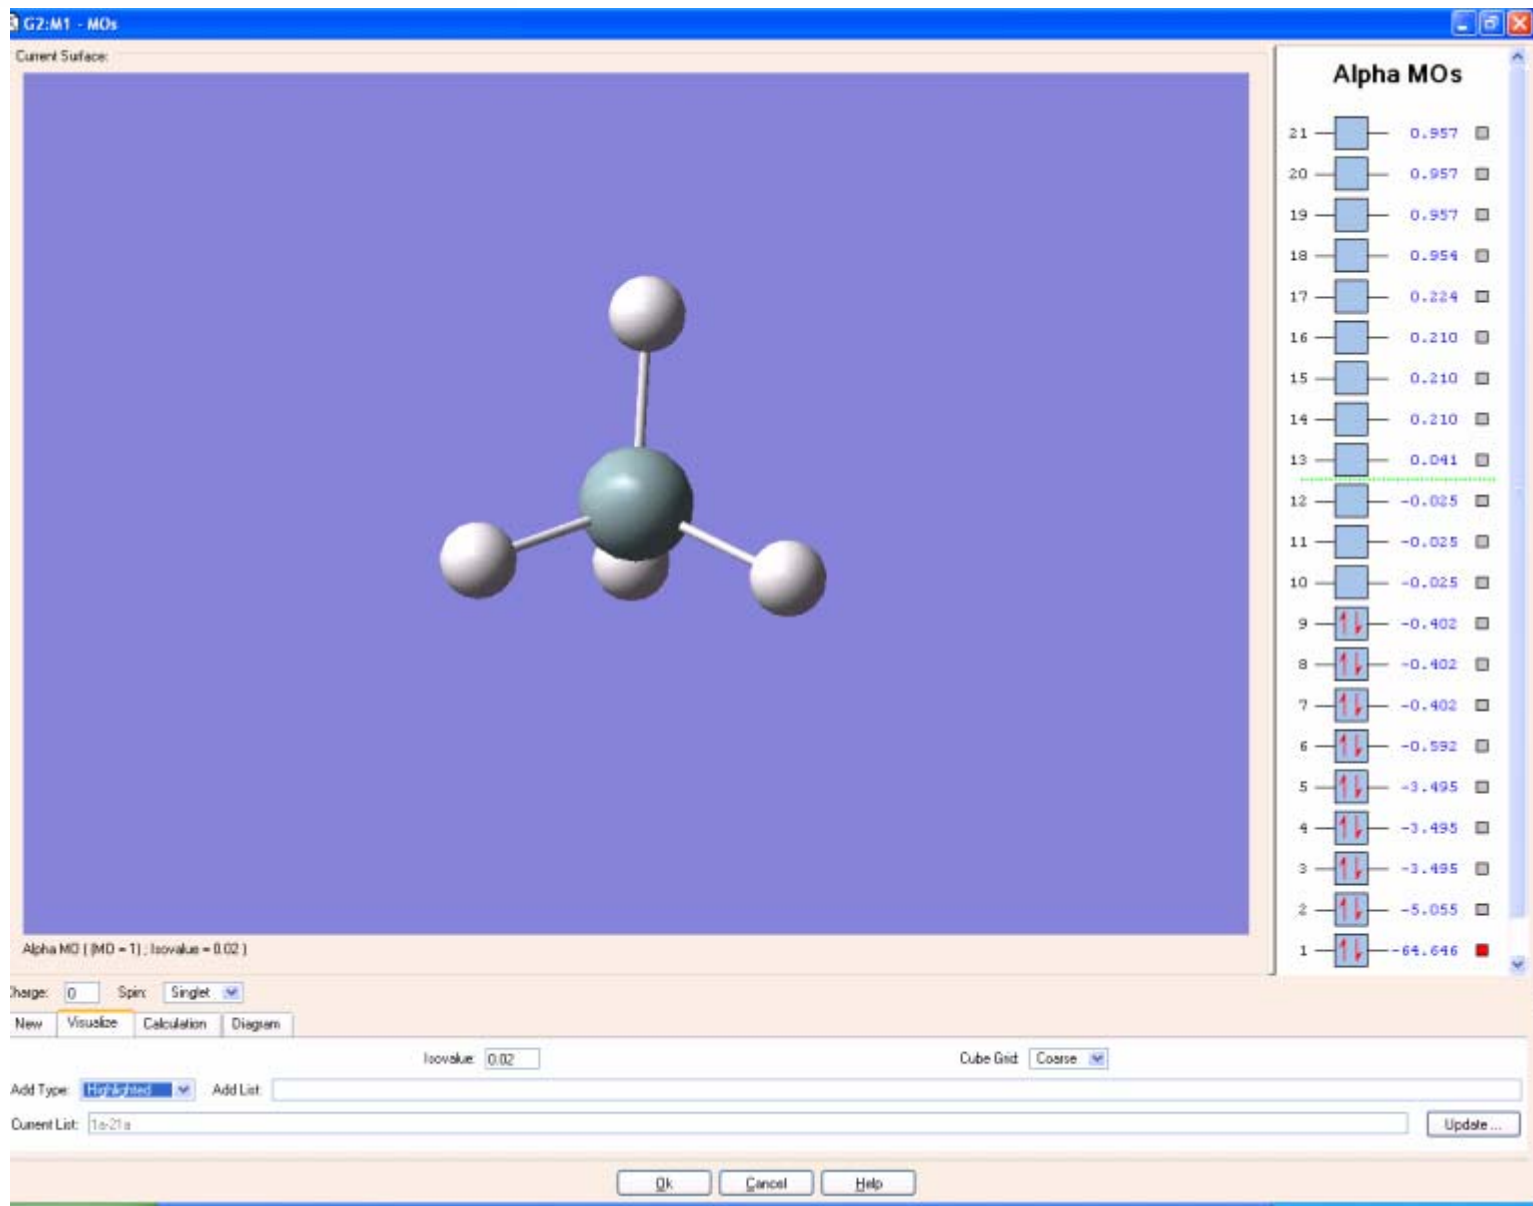 G2:M1 - MOs
Current Surface:
Alpha MOs
21 0.957
20 0.957
19 0.957
18 0.954
17 0.224
16 0.210
15 0.210
14 0.210
13 0.041
12 -0.025
11 -0.025
10 -0.025
9 -0.402
8 -0.402
7 -0.402
6 -0.592
5 -3.495
4 -3.495
3 -3.495
2 -5.055
1 -64.646
Alpha MO ( (MO = 1) ; Isovalue = 0.02 )
Charge: 0 Spin: Singlet
New Visualize Calculation Diagram
Isovalue: 0.02 Cube Grid: Coarse
Add Type: Highlighted Add List:
Current List: 1a-21a
Update ...
Ok Cancel Help